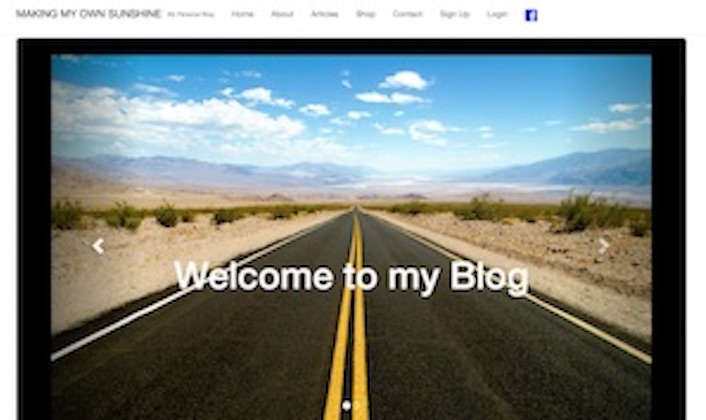 MAKING MY OWN SUNSHINE My Personal Blog Home About Articles Shop Contact Sign Up Login
Welcome to my Blog